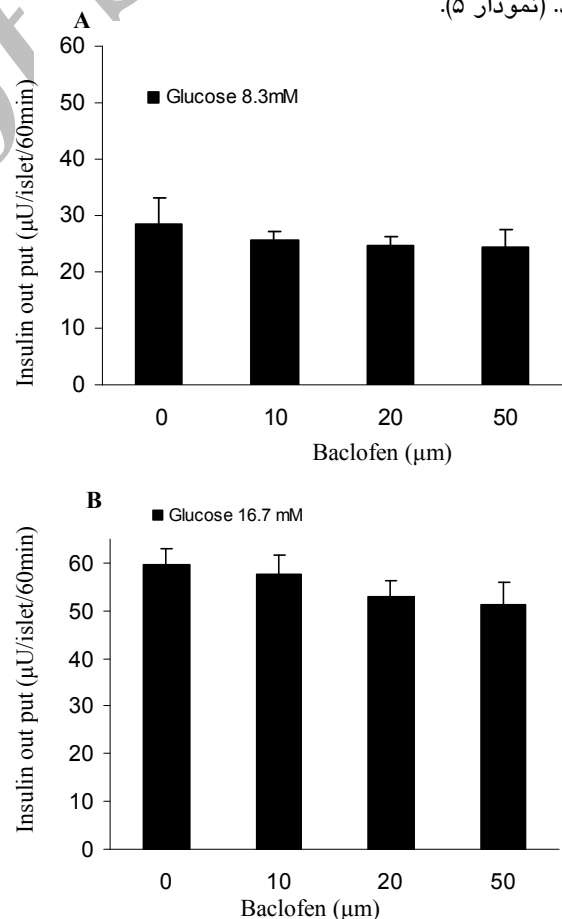 د. (نمودار ۵).
A
60
50
40
30
20
10
0
Insulin out put (µU/islet/60min)
Glucose 8.3mM
0 10 20 50
Baclofen (µm)
B
Glucose 16.7 mM
60
50
40
30
20
10
0
Insulin out put (µU/islet/60min)
0 10 20 50
Baclofen (µm)